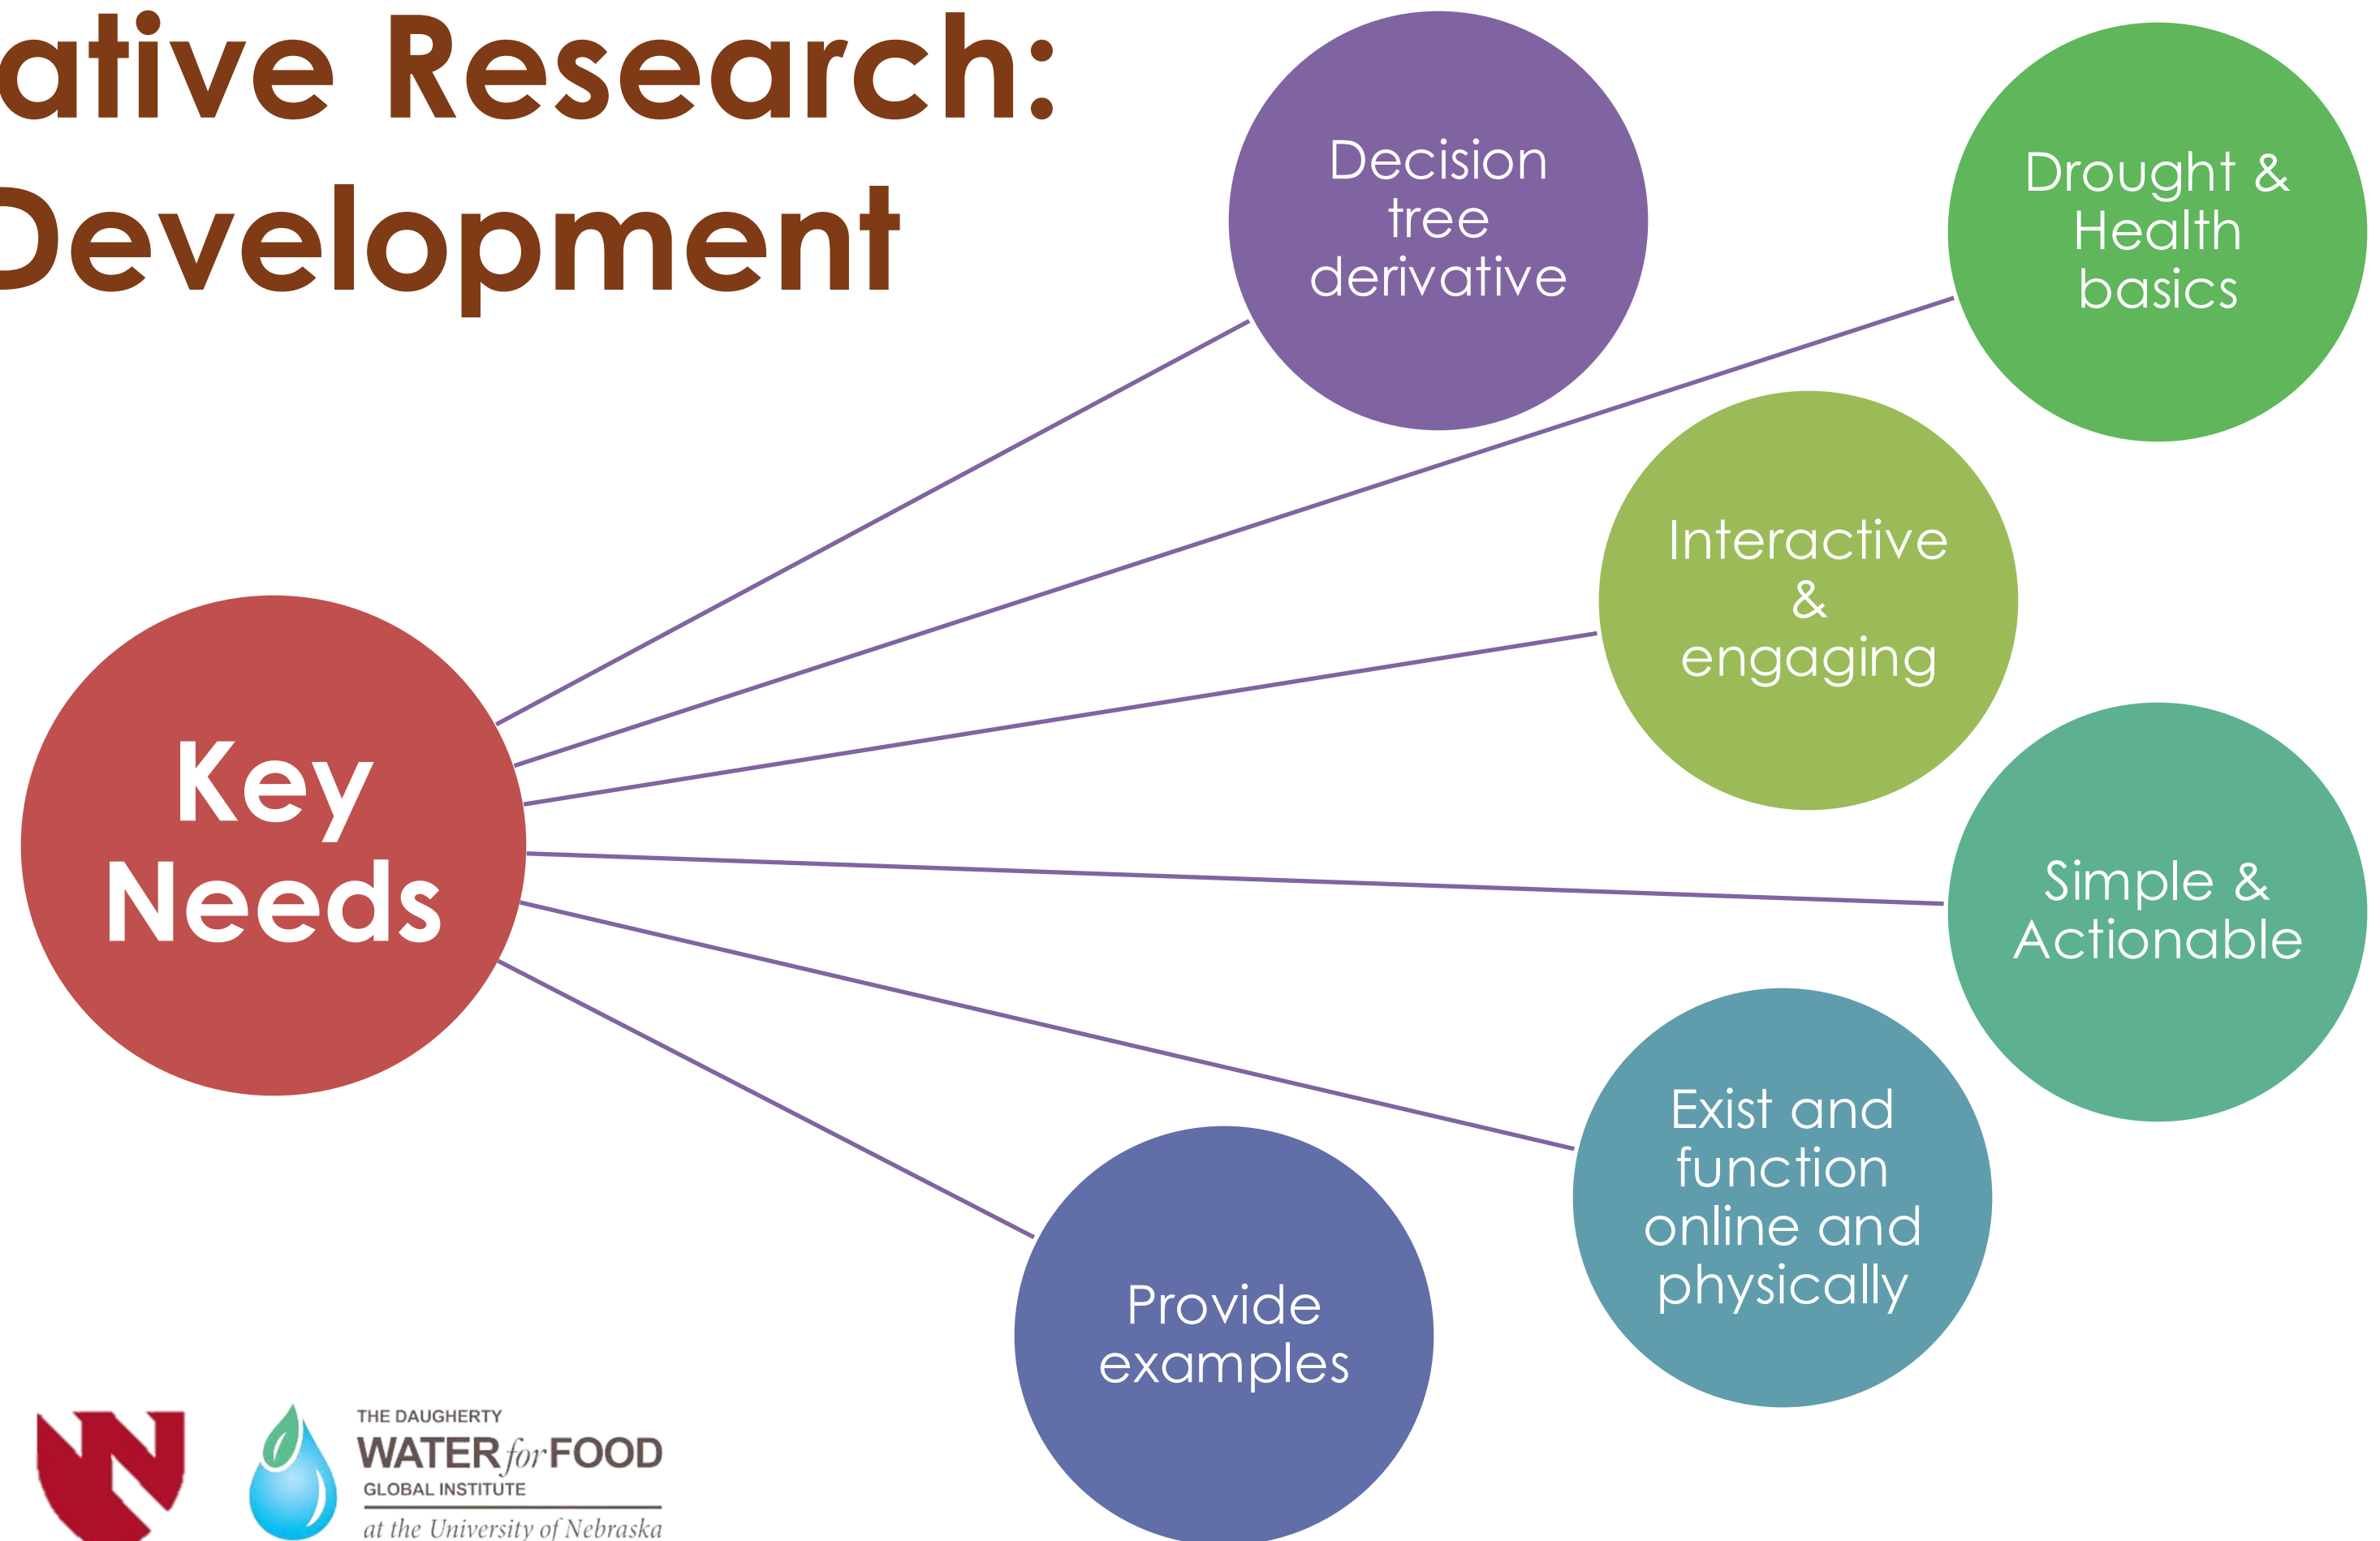 ative Research:
Development
Decision
tree
derivative
Drought &
Health
basics
Interactive
&
engaging
Key
Needs
Simple &
Actionable
Exist and
function
online and
physically
Provide
examples
N
THE DAUGHERTY
WATER for FOOD
GLOBAL INSTITUTE
at the University of Nebraska